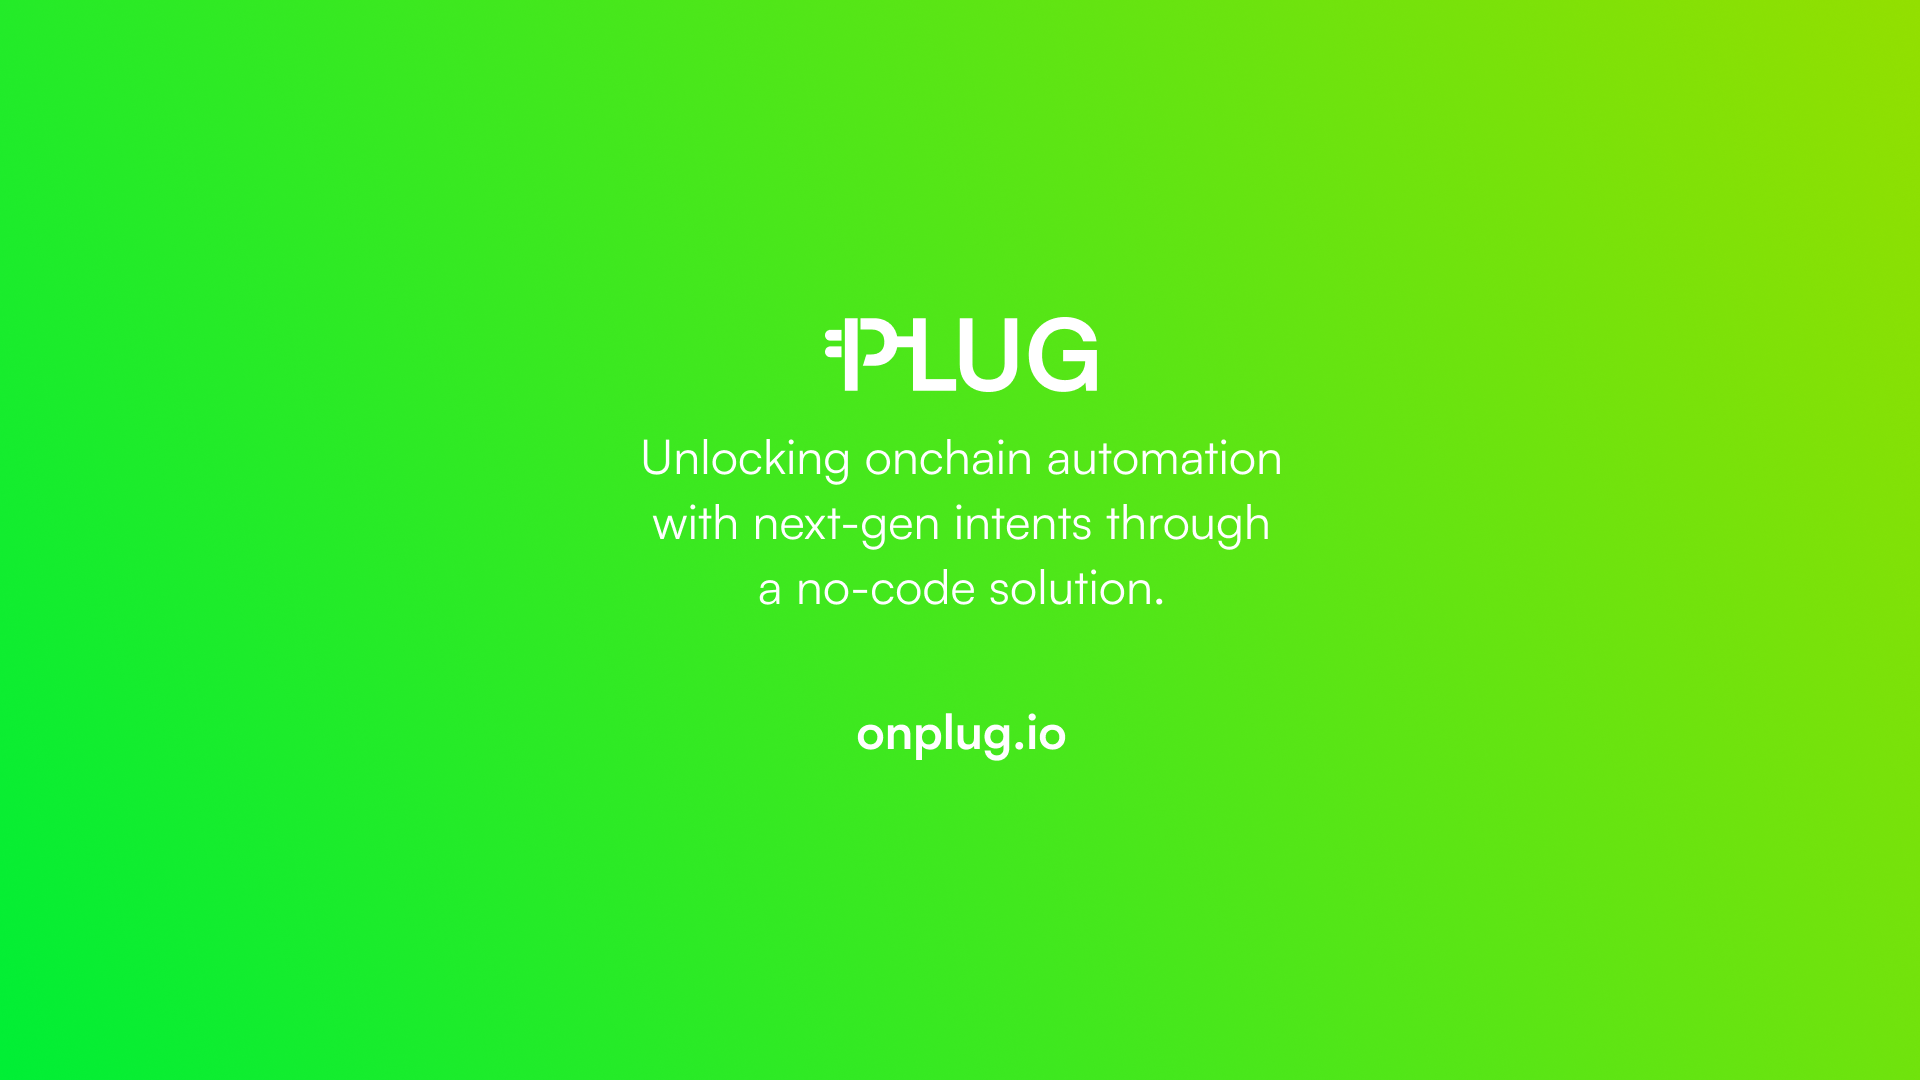 PLUG
Unlocking onchain automation
with next-gen intents through
a no-code solution.
onplug.io